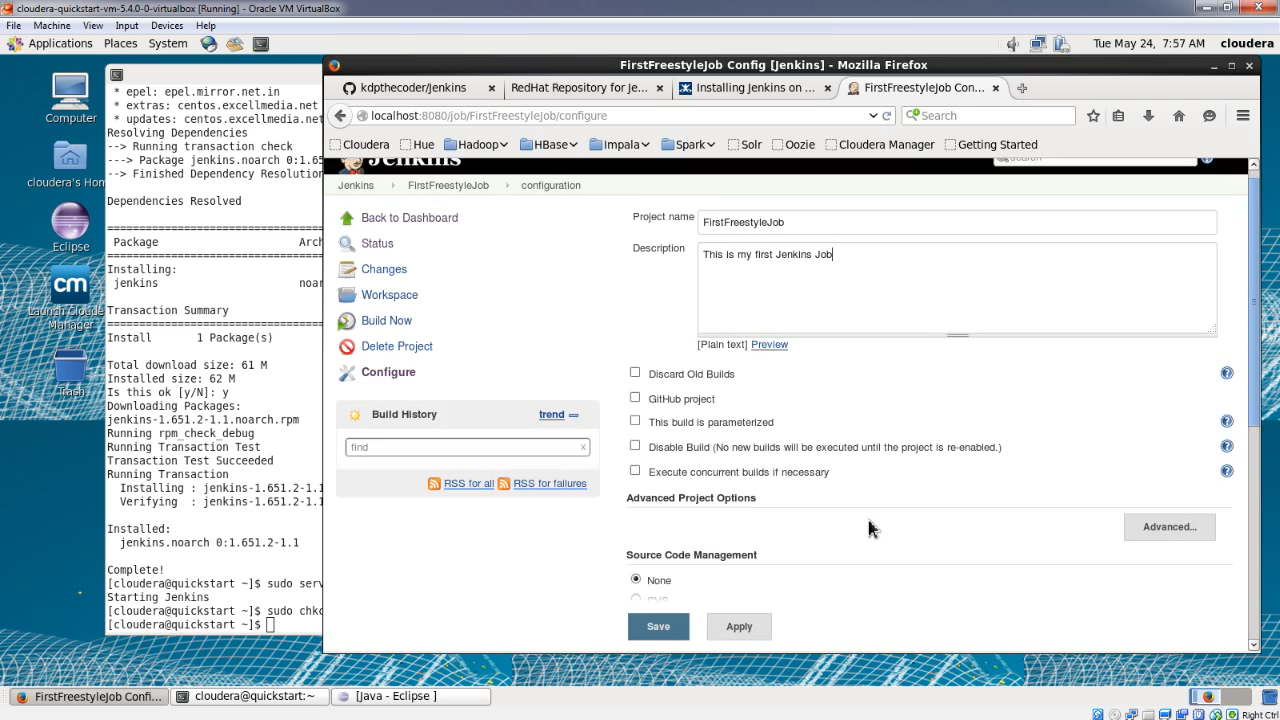 cloudera-quickstart-vm-5.4.0-0-virtualbox [Running] - Oracle VM VirtualBox
File Machine View Input Devices Help
Applications Places System Tue May 24, 7:57 AM cloudera
Computer
cloudera's Hom
Eclipse
cm
Launch Cloude
Manager
Trash
* epel: epel.mirror.net.in
* extras: centos.excellmedia.net
* updates: centos.excellmedia.net
Resolving Dependencies
--> Running transaction check
---> Package jenkins.noarch 0:1.65
--> Finished Dependency Resolution
Dependencies Resolved
Package Arc
Installing:
jenkins noar
Transaction Summary
Install 1 Package(s)
Total download size: 61 M
Installed size: 62 M
Is this ok [y/N]: y
Downloading Packages:
jenkins-1.651.2-1.1.noarch.rpm
Running rpm_check_debug
Running Transaction Test
Transaction Test Succeeded
Running Transaction
Installing : jenkins-1.651.2-1.1
Verifying : jenkins-1.651.2-1.1
Installed:
jenkins.noarch 0:1.651.2-1.1
Complete!
[cloudera@quickstart ~]$ sudo serv
Starting Jenkins
[cloudera@quickstart ~]$ sudo chkc
[cloudera@quickstart ~]$
FirstFreestyleJob Config [Jenkins] - Mozilla Firefox
kdpthecoder/Jenkins × RedHat Repository for Je... × Installing Jenkins on ... × FirstFreestyleJob Con... ×
localhost:8080/job/FirstFreestyleJob/configure Search
Cloudera Hue Hadoop HBase Impala Spark Solr Oozie Cloudera Manager Getting Started
Jenkins
search
Jenkins FirstFreestyleJob configuration
Back to Dashboard
Status
Changes
Workspace
Build Now
Delete Project
Configure
Build History trend
find x
RSS for all RSS for failures
Project name FirstFreestyleJob
Description This is my first Jenkins Job
[Plain text] Preview
Discard Old Builds
GitHub project
This build is parameterized
Disable Build (No new builds will be executed until the project is re-enabled.)
Execute concurrent builds if necessary
Advanced Project Options
Advanced...
Source Code Management
None
CVS
Save Apply
FirstFreestyleJob Confi... cloudera@quickstart:~ [Java - Eclipse ]
Right Ctrl